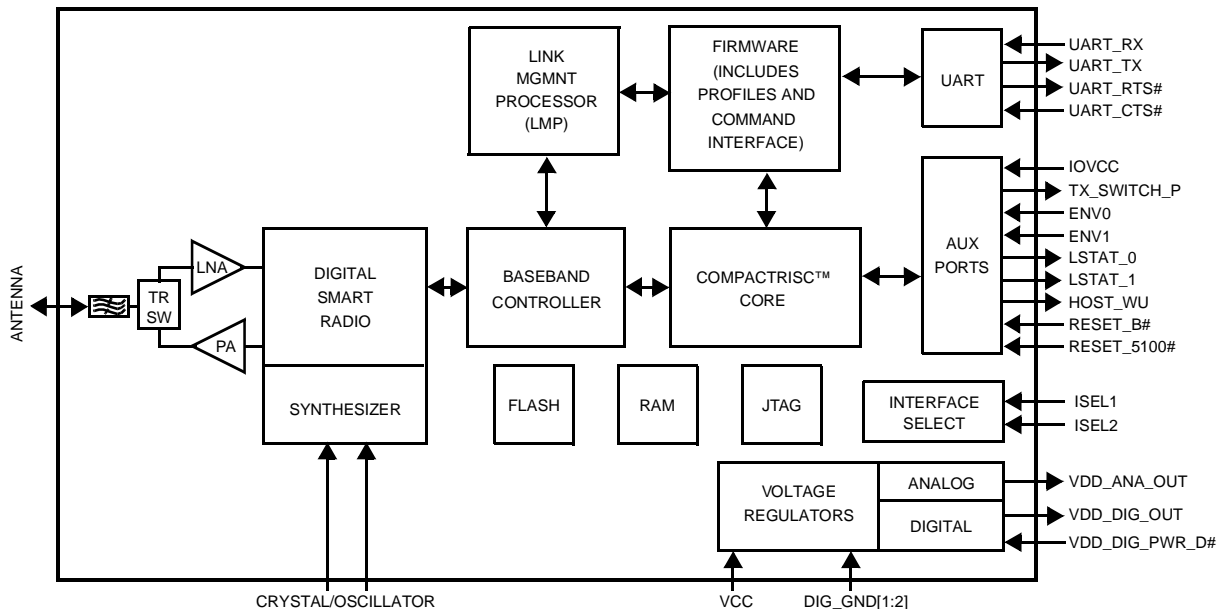 LINK
MGMNT
PROCESSOR
(LMP)
FIRMWARE
(INCLUDES
PROFILES AND
COMMAND
INTERFACE)
UART
UART_RX
UART_TX
UART_RTS#
UART_CTS#
ANTENNA
TR
SW
LNA
PA
DIGITAL
SMART
RADIO
SYNTHESIZER
BASEBAND
CONTROLLER
COMPACTRISC™
CORE
AUX
PORTS
IOVCC
TX_SWITCH_P
ENV0
ENV1
LSTAT_0
LSTAT_1
HOST_WU
RESET_B#
RESET_5100#
FLASH
RAM
JTAG
INTERFACE
SELECT
ISEL1
ISEL2
VOLTAGE
REGULATORS
ANALOG
DIGITAL
VDD_ANA_OUT
VDD_DIG_OUT
VDD_DIG_PWR_D#
CRYSTAL/OSCILLATOR
VCC
DIG_GND[1:2]